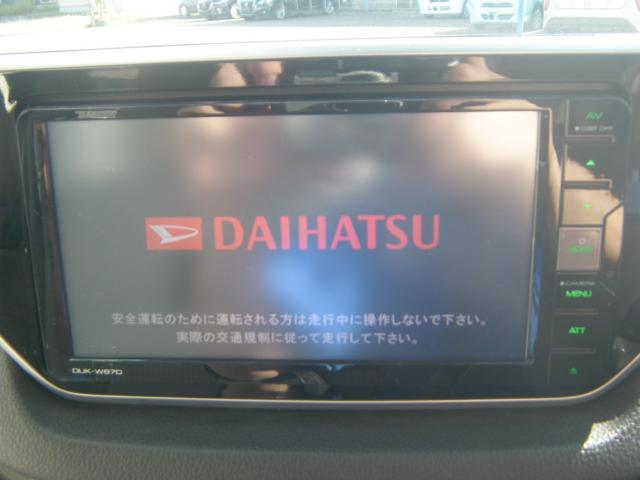 AV
DISP OFF
DAIHATSU
HOME
CAMERA
MENU
安全運転のために運転される方は走行中に操作しないで下さい。
実際の交通規制に従って走行して下さい。
ATT
DUK-W67D